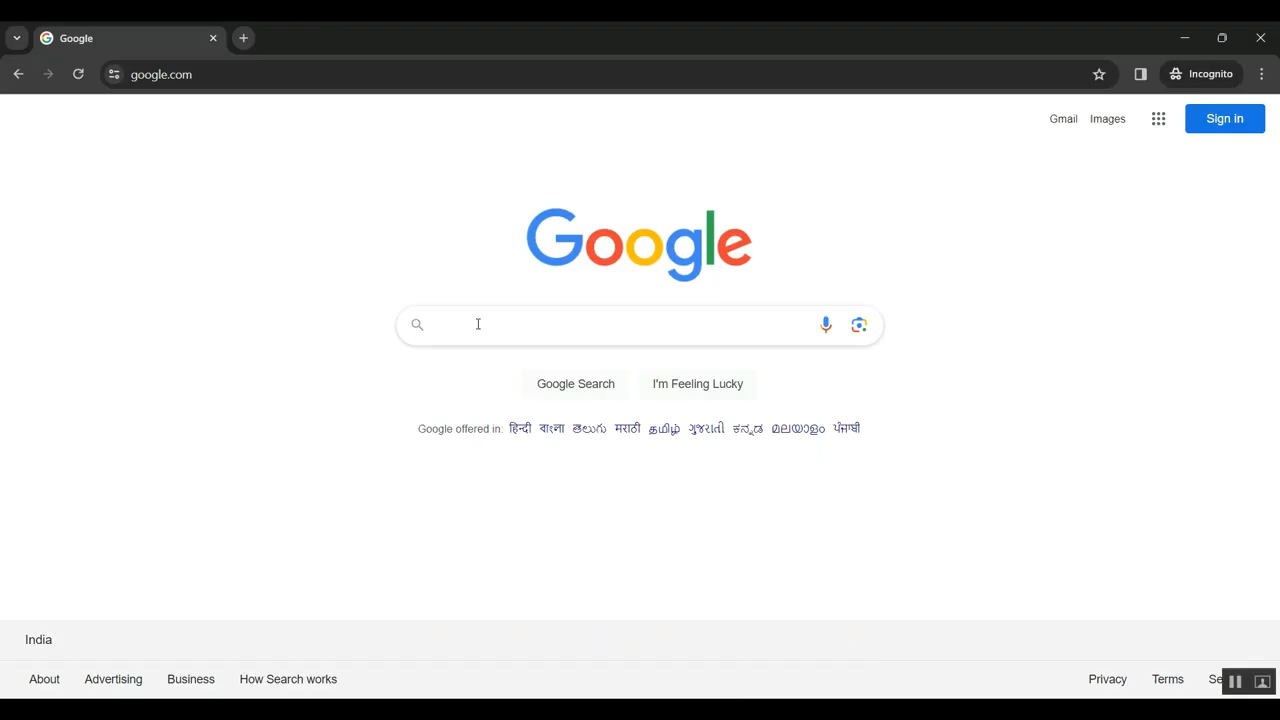 Google
google.com
Incognito
Gmail Images Sign in
Google
Google Search I'm Feeling Lucky
Google offered in: हिन्दी বাংলা తెలుగు मराठी தமிழ் ગુજરાતી ಕನ್ನಡ മലയാളം ਪੰਜਾਬੀ
India
About Advertising Business How Search works Privacy Terms